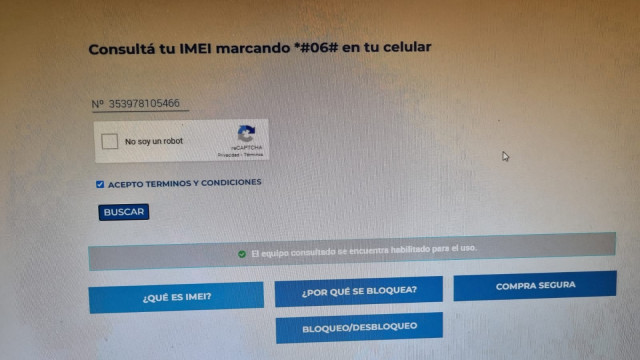 Consultá tu IMEI marcando *#06# en tu celular
Nº 353978105466
No soy un robot
reCAPTCHA
Privacidad - Términos
ACEPTO TERMINOS Y CONDICIONES
BUSCAR
El equipo consultado se encuentra habilitado para el uso.
¿QUÉ ES IMEI?
¿POR QUÉ SE BLOQUEA?
COMPRA SEGURA
BLOQUEO/DESBLOQUEO